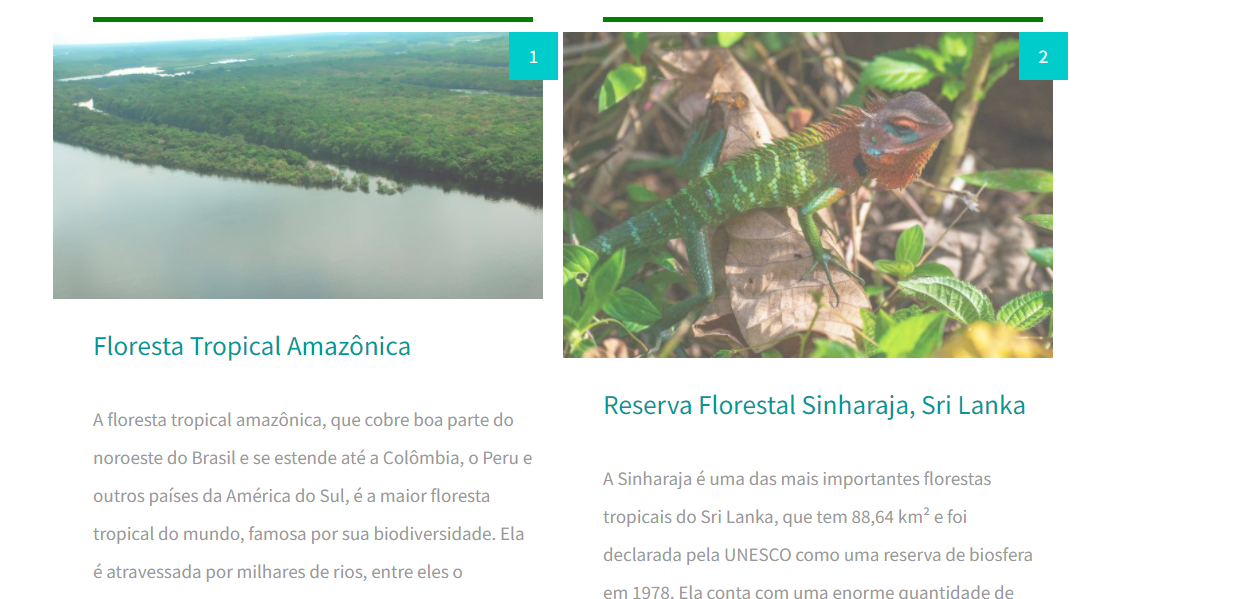 1
Floresta Tropical Amazônica
A floresta tropical amazônica, que cobre boa parte do
noroeste do Brasil e se estende até a Colômbia, o Peru e
outros países da América do Sul, é a maior floresta
tropical do mundo, famosa por sua biodiversidade. Ela
é atravessada por milhares de rios, entre eles o
2
Reserva Florestal Sinharaja, Sri Lanka
A Sinharaja é uma das mais importantes florestas
tropicais do Sri Lanka, que tem 88,64 km² e foi
declarada pela UNESCO como uma reserva de biosfera
em 1978. Ela conta com uma enorme quantidade de